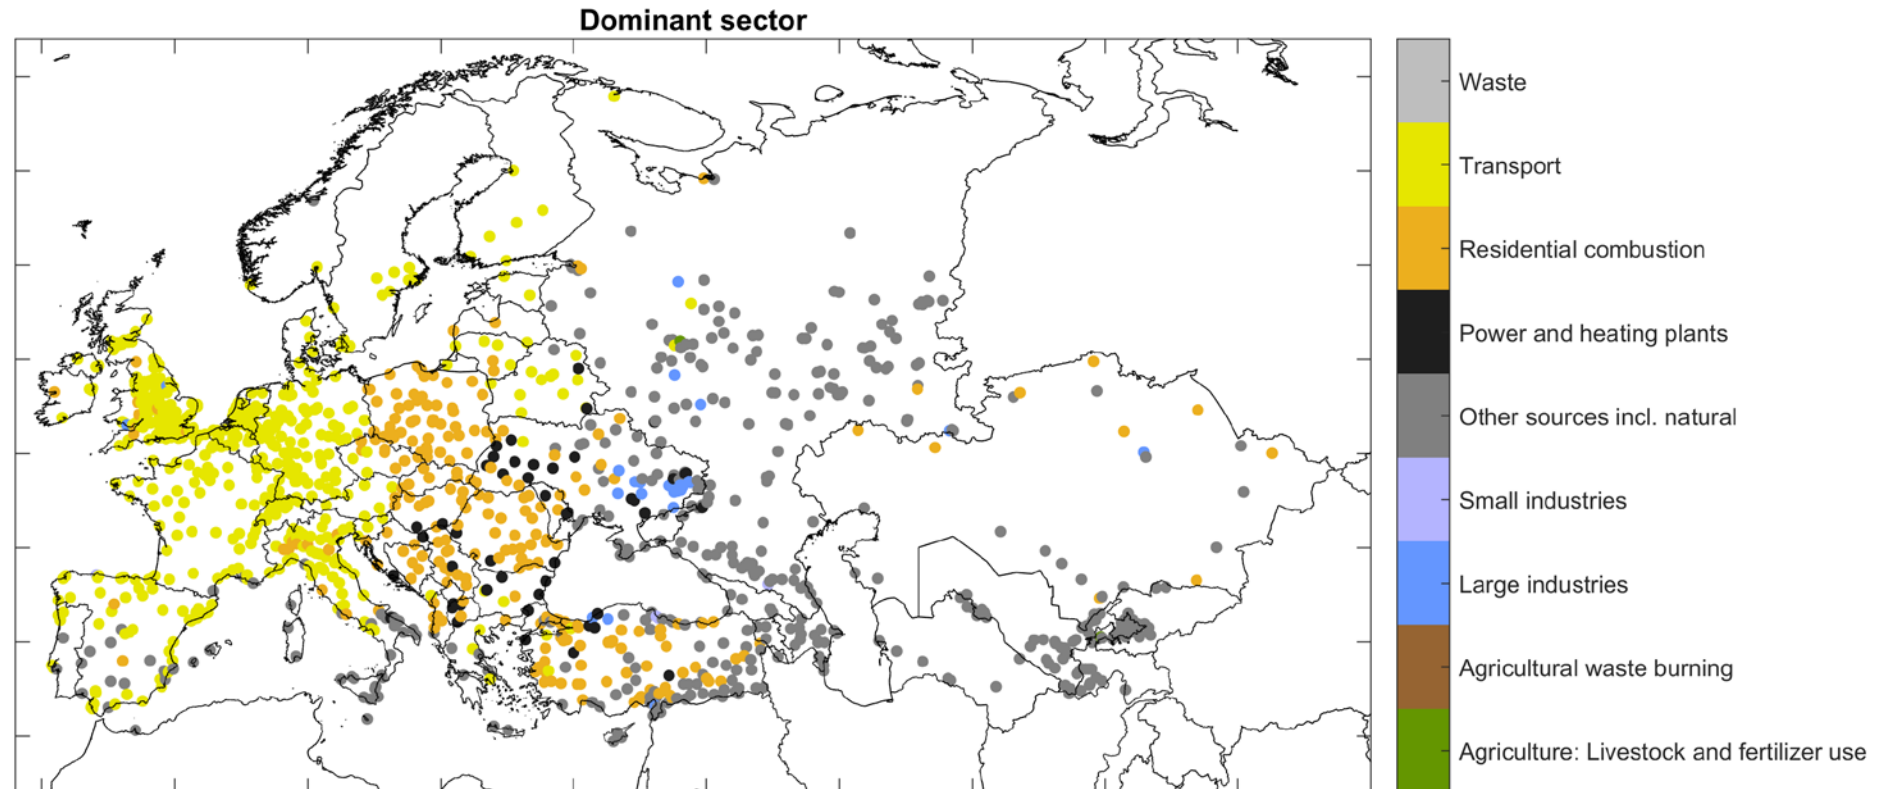 Dominant sector
Waste
Transport
Residential combustion
Power and heating plants
Other sources incl. natural
Small industries
Large industries
Agricultural waste burning
Agriculture: Livestock and fertilizer use